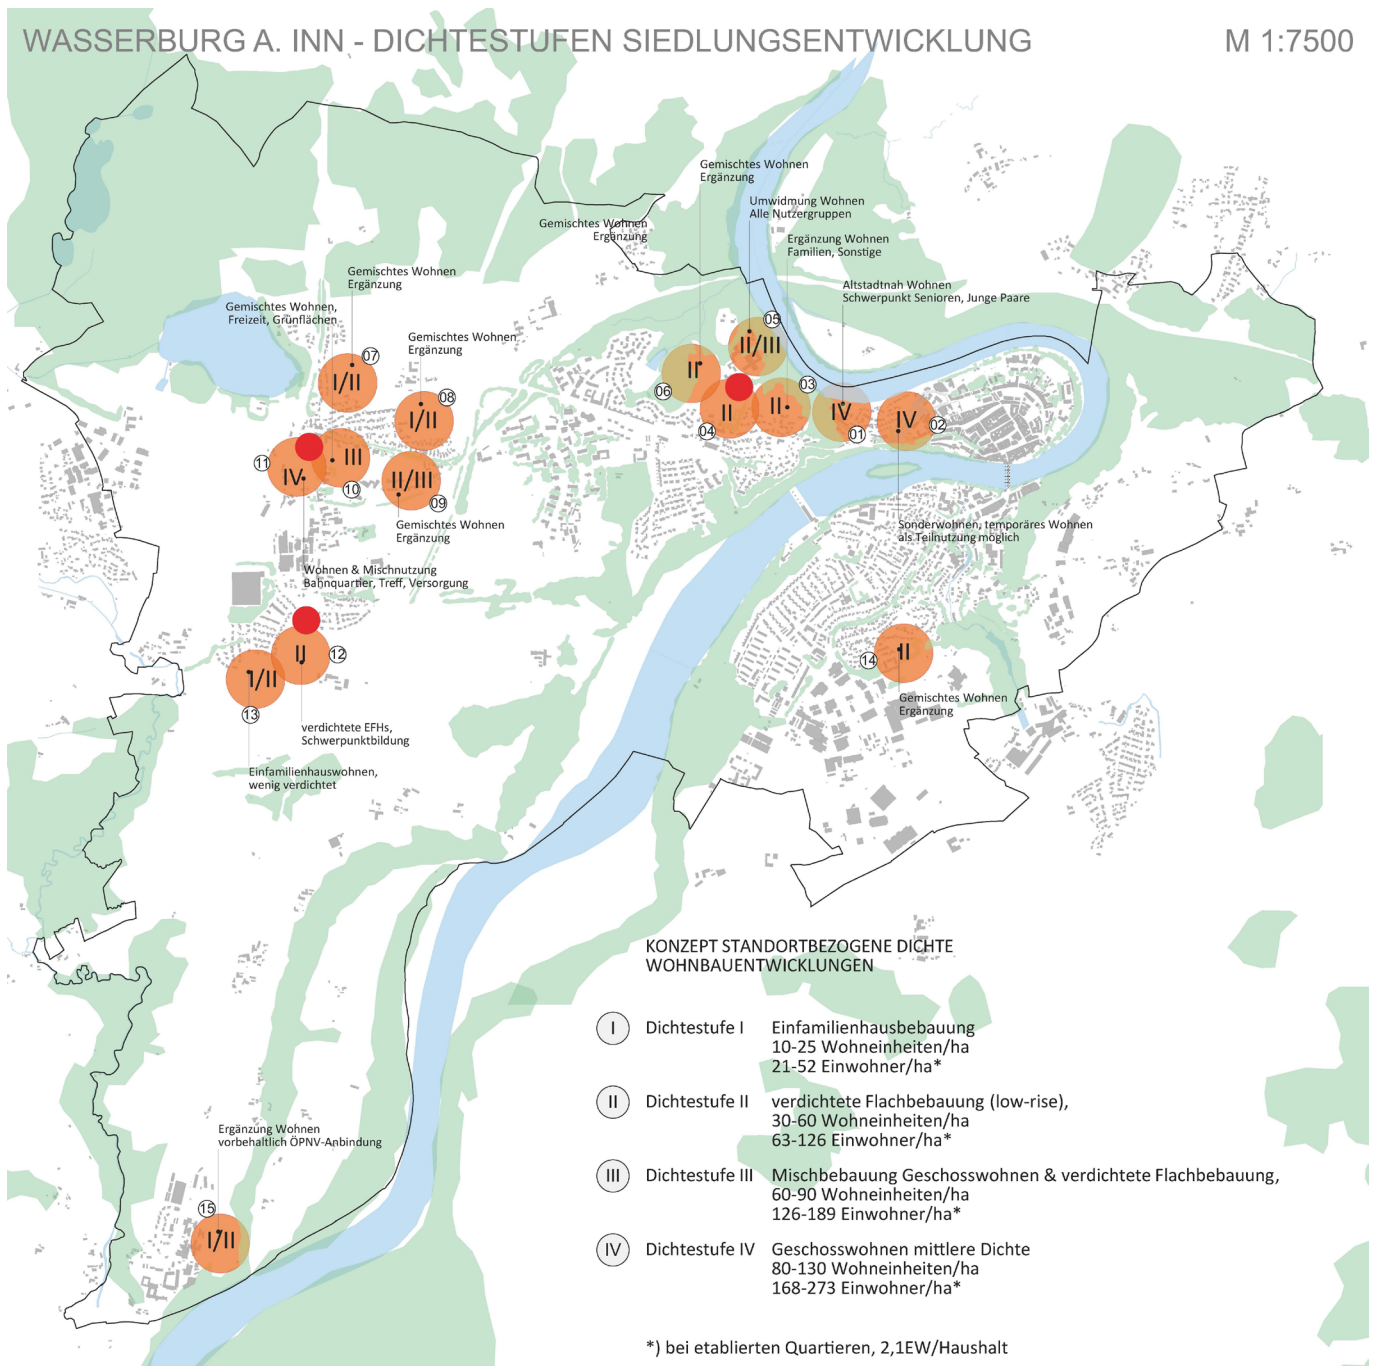 WASSERBURG A. INN - DICHTESTUFEN SIEDLUNGSENTWICKLUNG
M 1:7500
Gemischtes Wohnen
Ergänzung
Umwidmung Wohnen
Alle Nutzergruppen
Gemischtes Wohnen
Ergänzung
Ergänzung Wohnen
Familien, Sonstige
Gemischtes Wohnen
Ergänzung
Altstadtnah Wohnen
Schwerpunkt Senioren, Junge Paare
Gemischtes Wohnen,
Freizeit, Grünflächen
Gemischtes Wohnen
Ergänzung
05
II/III
07
I/II
II
06
03
II
II
04
08
I/II
IV
01
IV
02
11
IV
III
10
II/III
09
Gemischtes Wohnen
Ergänzung
Sonderwohnen, temporäres Wohnen
als Teilnutzung möglich
Wohnen & Mischnutzung
Bahnquartier, Treff, Versorgung
II
12
I/II
13
14
II
Gemischtes Wohnen
Ergänzung
verdichtete EFHs,
Schwerpunktbildung
Einfamilienhauswohnen,
wenig verdichtet
KONZEPT STANDORTBEZOGENE DICHTE
WOHNBAUENTWICKLUNGEN
I Dichtestufe I Einfamilienhausbebauung
10-25 Wohneinheiten/ha
21-52 Einwohner/ha*
II Dichtestufe II verdichtete Flachbebauung (low-rise),
30-60 Wohneinheiten/ha
63-126 Einwohner/ha*
III Dichtestufe III Mischbebauung Geschosswohnen & verdichtete Flachbebauung,
60-90 Wohneinheiten/ha
126-189 Einwohner/ha*
IV Dichtestufe IV Geschosswohnen mittlere Dichte
80-130 Wohneinheiten/ha
168-273 Einwohner/ha*
Ergänzung Wohnen
vorbehaltlich ÖPNV-Anbindung
15
I/II
*) bei etablierten Quartieren, 2,1EW/Haushalt